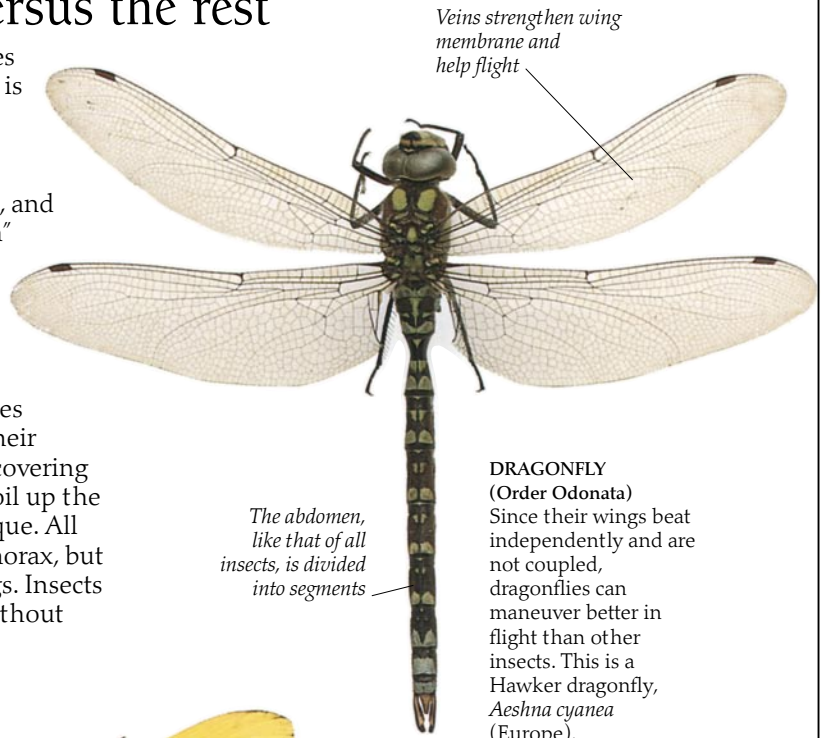 ersus the rest
es
is
, and
"
es
heir
covering
oil up the
que. All
horax, but
gs. Insects
thout
Veins strengthen wing
membrane and
help flight
The abdomen,
like that of all
insects, is divided
into segments
DRAGONFLY
(Order Odonata)
Since their wings beat
independently and are
not coupled,
dragonflies can
maneuver better in
flight than other
insects. This is a
Hawker dragonfly,
Aeshna cyanea
(Europe).